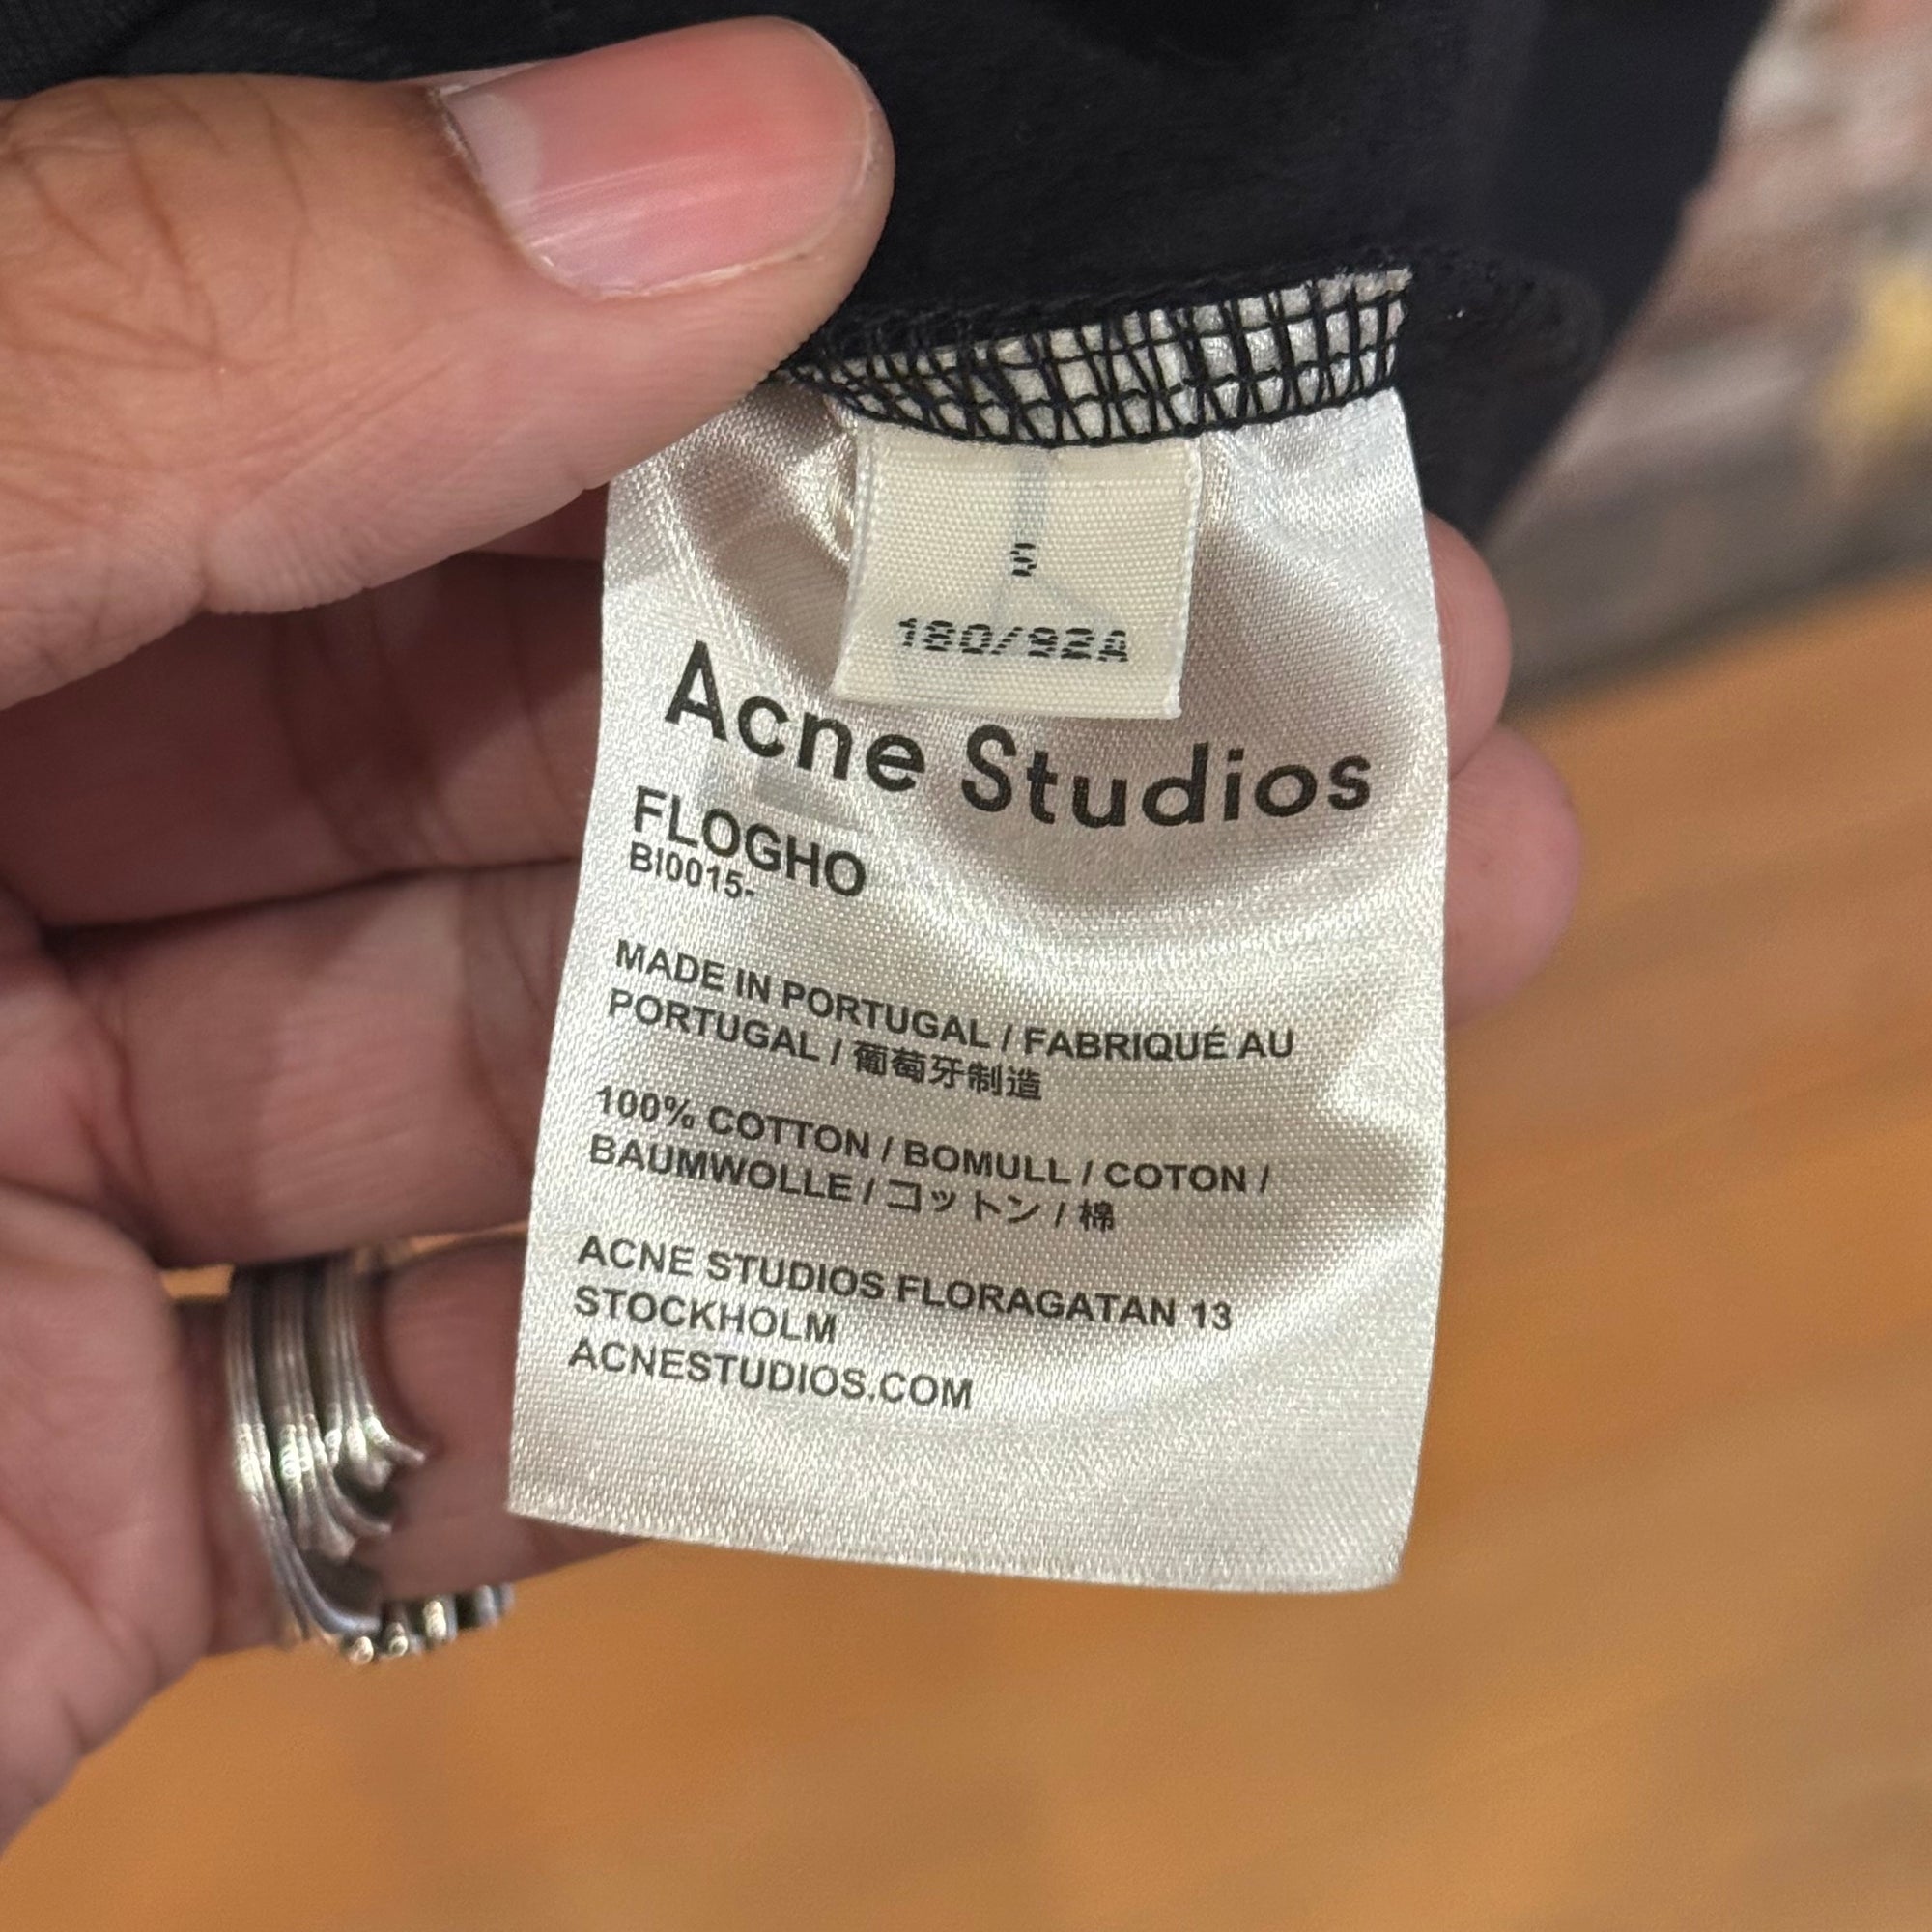 180/92A
Acne Studios
FLOGHO
BI0015-
MADE IN PORTUGAL / FABRIQUÉ AU
PORTUGAL / 葡萄牙制造
100% COTTON / BOMULL / COTON /
BAUMWOLLE / コットン / 棉
ACNE STUDIOS FLORAGATAN 13
STOCKHOLM
ACNESTUDIOS.COM